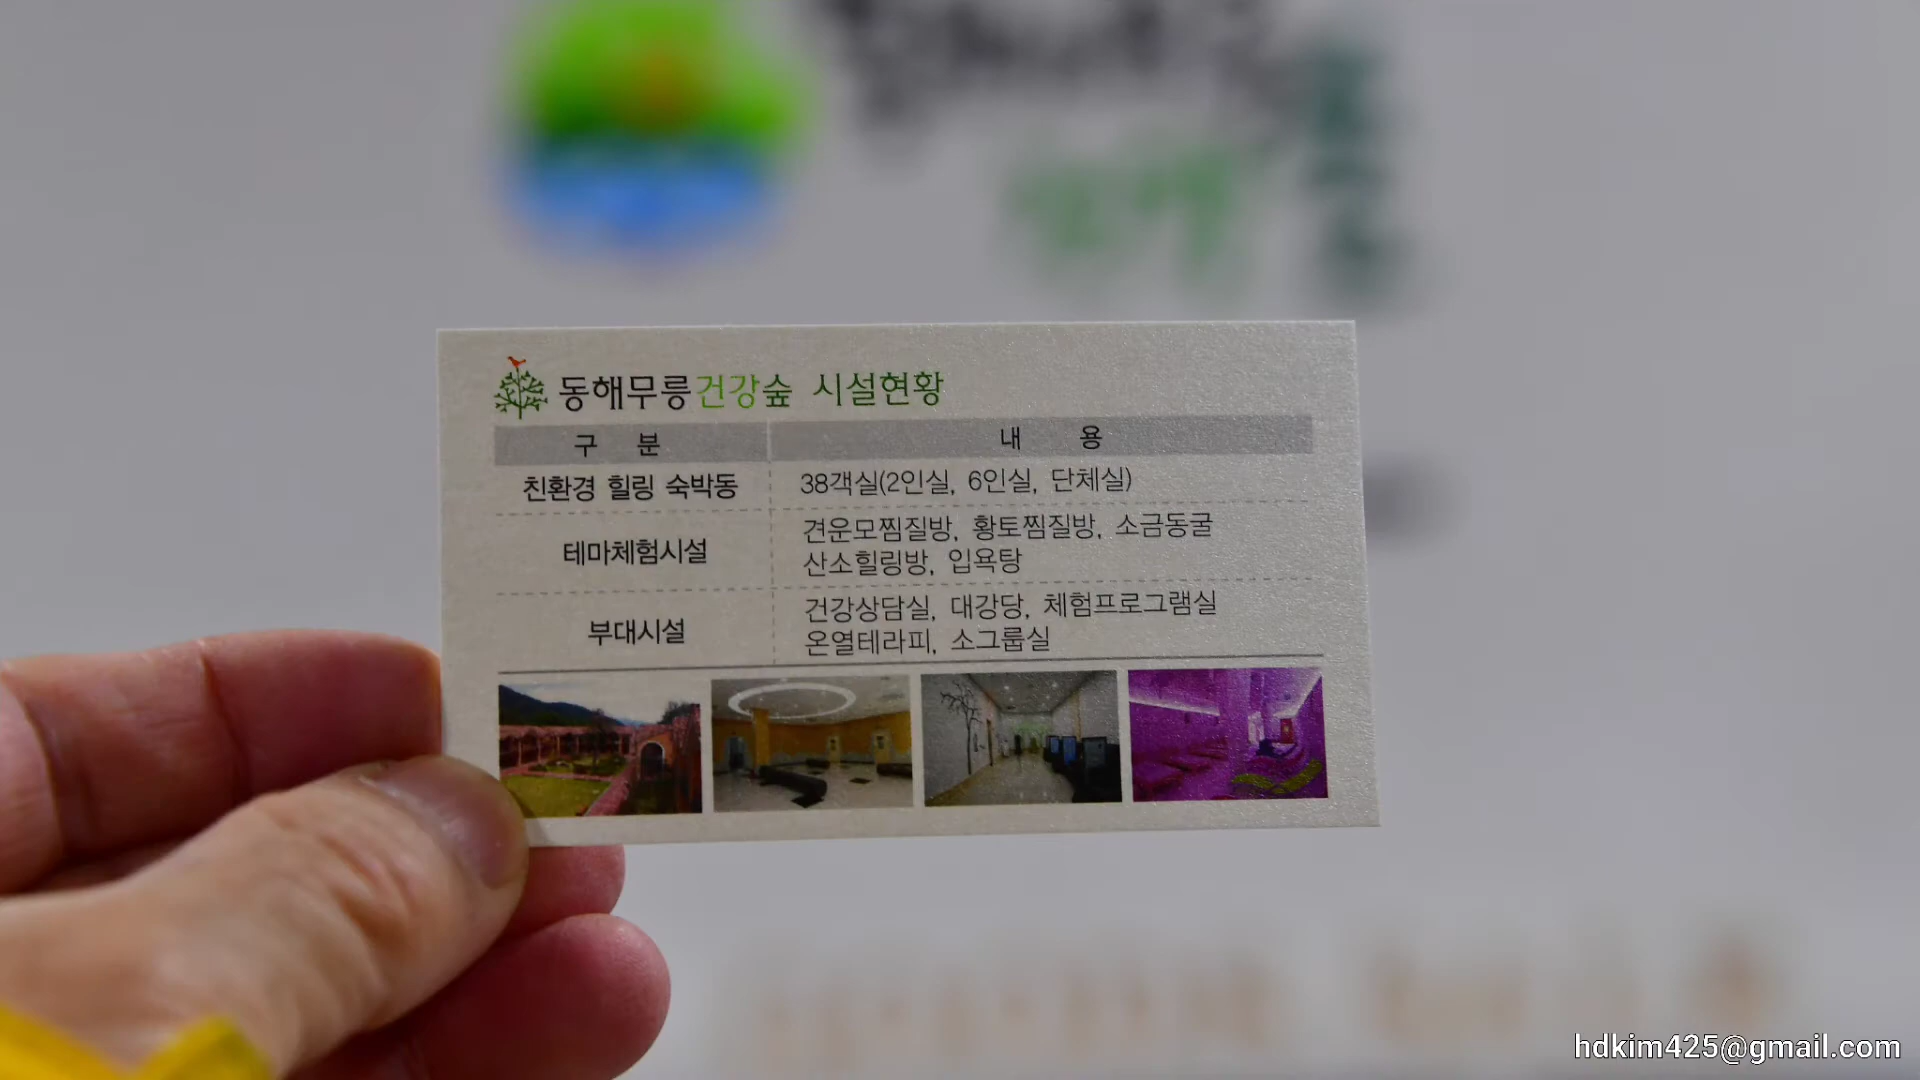 동해무릉건강숲 시설현황
구 분 내 용
친환경 힐링 숙박동 38객실(2인실, 6인실, 단체실)
테마체험시설 견운모찜질방, 황토찜질방, 소금동굴
산소힐링방, 입욕탕
부대시설 건강상담실, 대강당, 체험프로그램실
온열테라피, 소그룹실
hdkim425@gmail.com